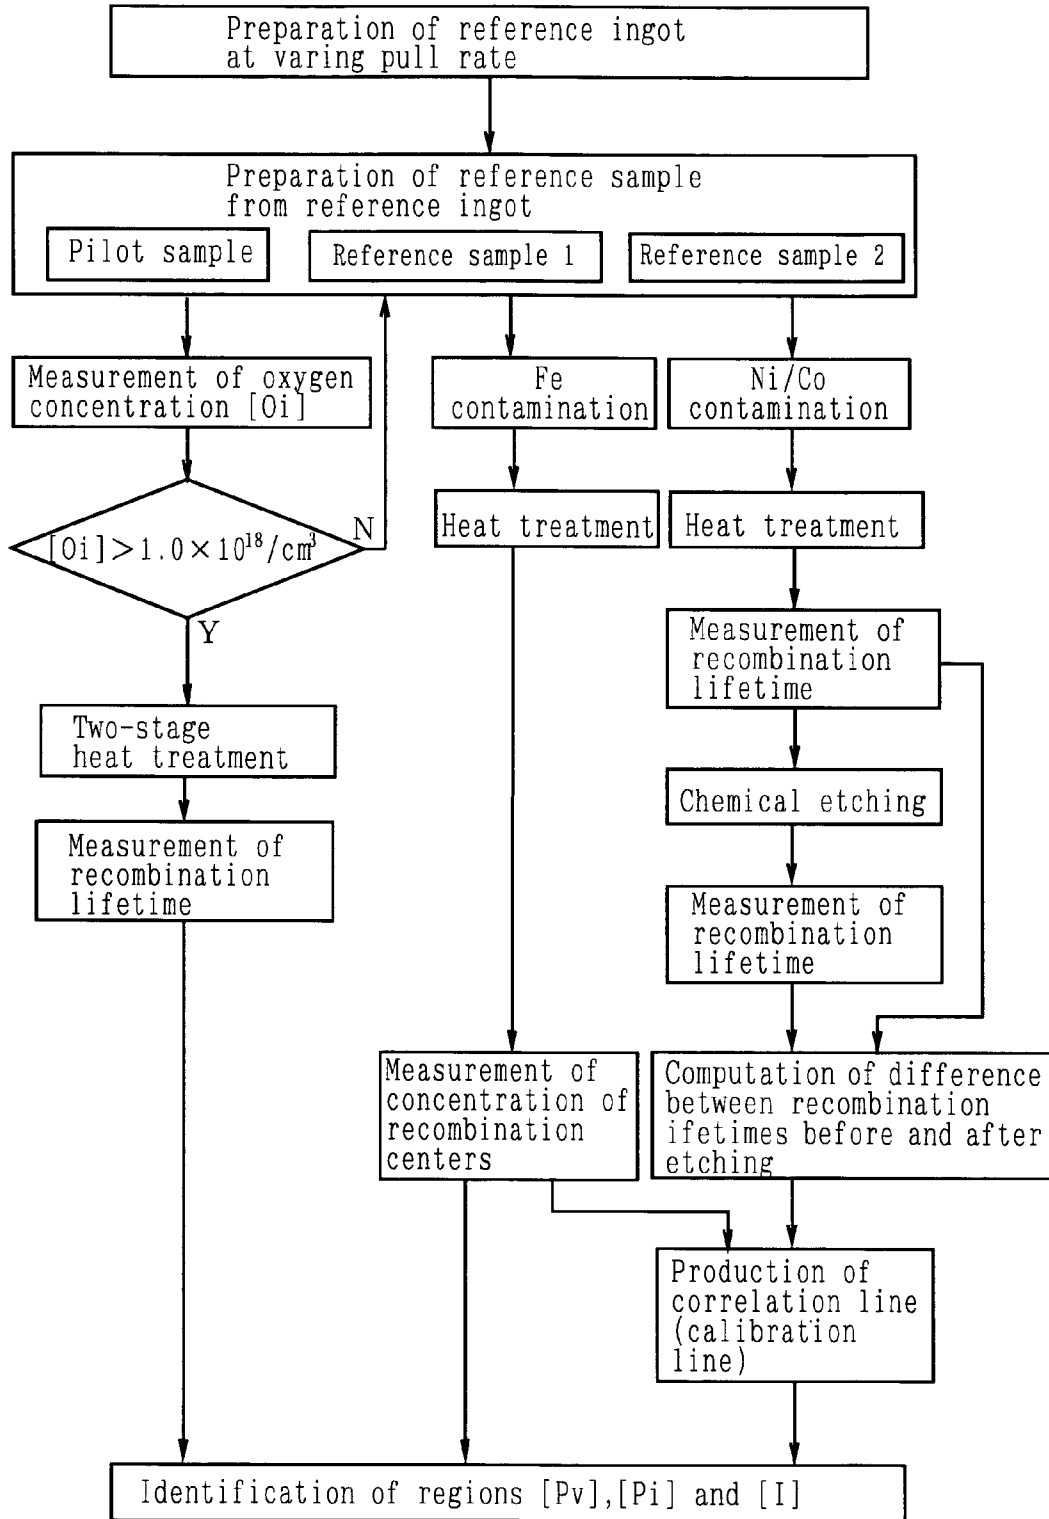 Preparation of reference ingot
at varing pull rate
Preparation of reference sample
from reference ingot
Pilot sample
Reference sample 1
Reference sample 2
Measurement of oxygen
concentration [Oi]
Fe
contamination
Ni/Co
contamination
[Oi]>1.0×10¹⁸/cm³
N
Y
Heat treatment
Heat treatment
Measurement of
recombination
lifetime
Two-stage
heat treatment
Chemical etching
Measurement of
recombination
lifetime
Measurement of
recombination
lifetime
Measurement of
concentration of
recombination
centers
Computation of difference
between recombination
ifetimes before and after
etching
Production of
correlation line
(calibration
line)
Identification of regions [Pv],[Pi] and [I]